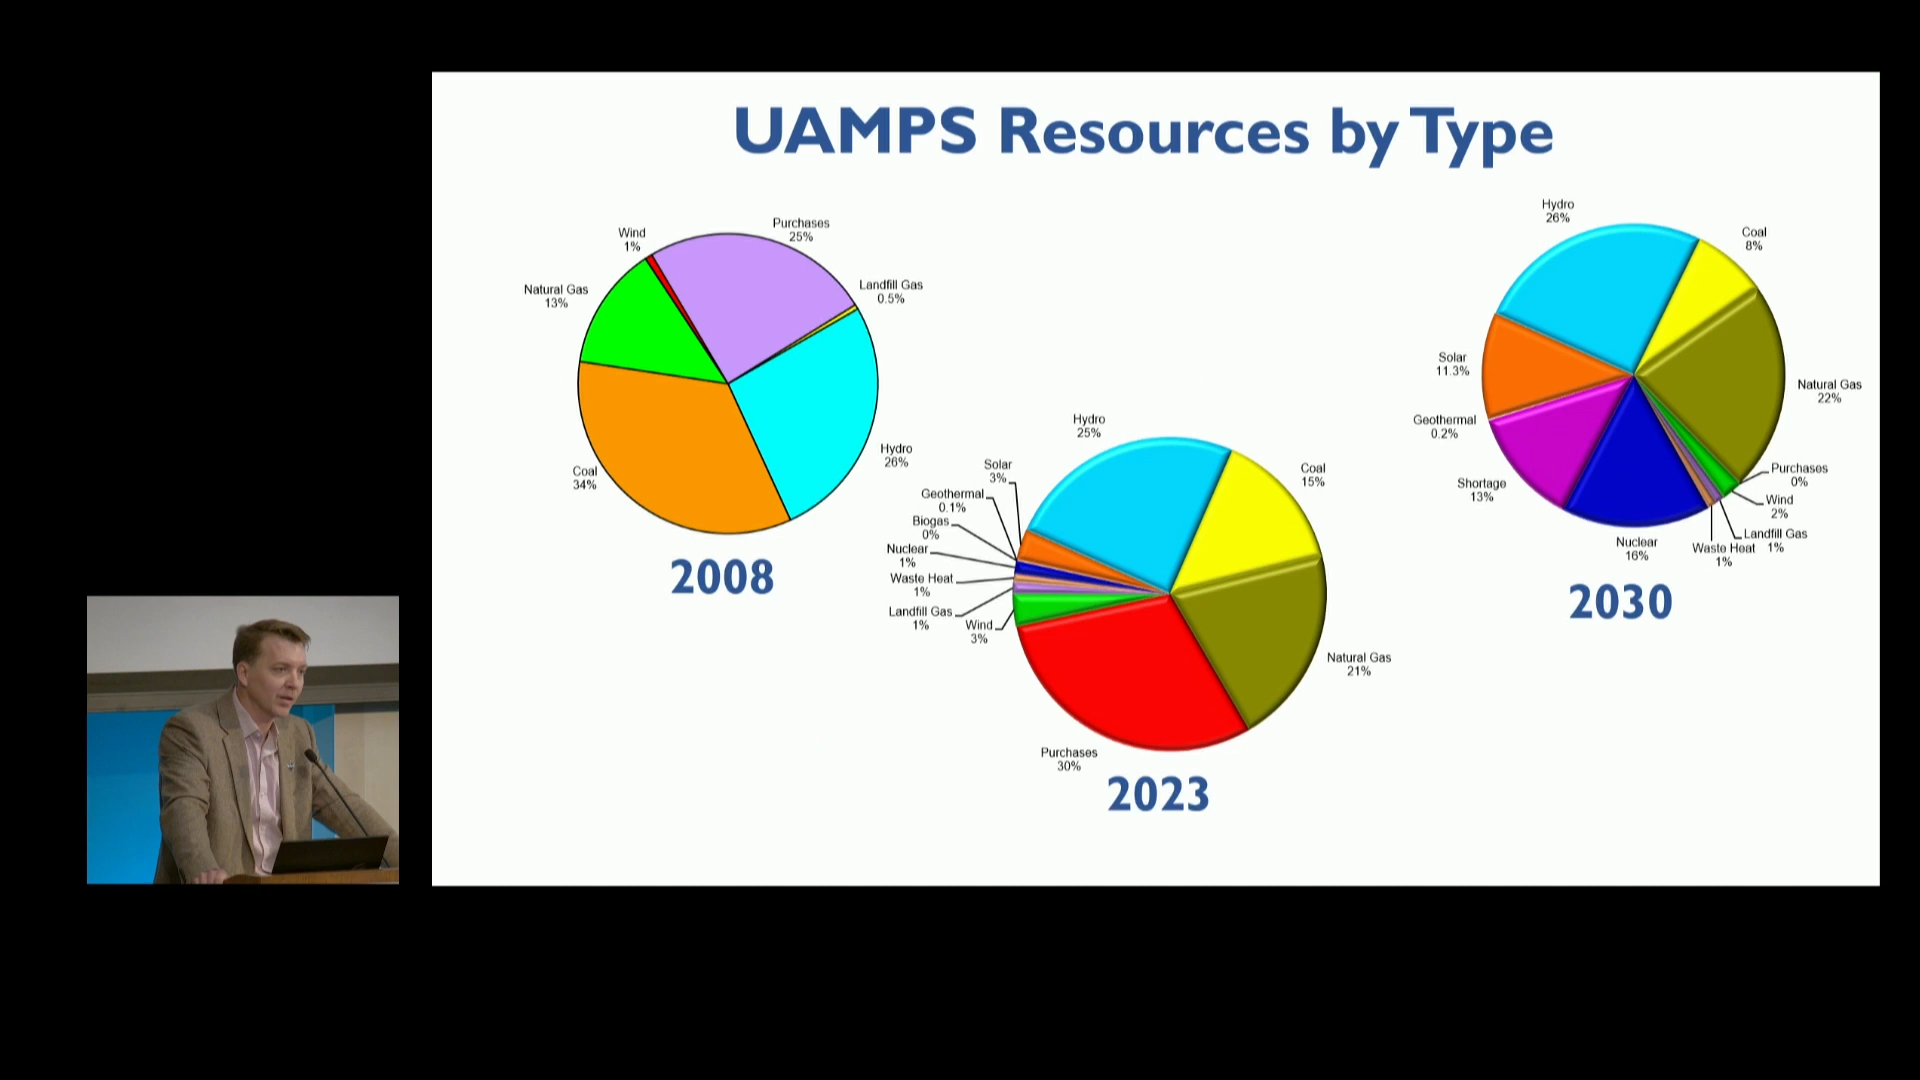 UAMPS Resources by Type
Wind
1%
Purchases
25%
Landfill Gas
0.5%
Natural Gas
13%
Hydro
26%
Coal
34%
2008
Hydro
25%
Coal
15%
Solar
3%
Geothermal
0.1%
Biogas
0%
Nuclear
1%
Waste Heat
1%
Landfill Gas
1%
Wind
3%
Natural Gas
21%
Purchases
30%
2023
Hydro
26%
Coal
8%
Solar
11.3%
Natural Gas
22%
Geothermal
0.2%
Purchases
0%
Shortage
13%
Wind
2%
Landfill Gas
1%
Nuclear
16%
Waste Heat
1%
2030